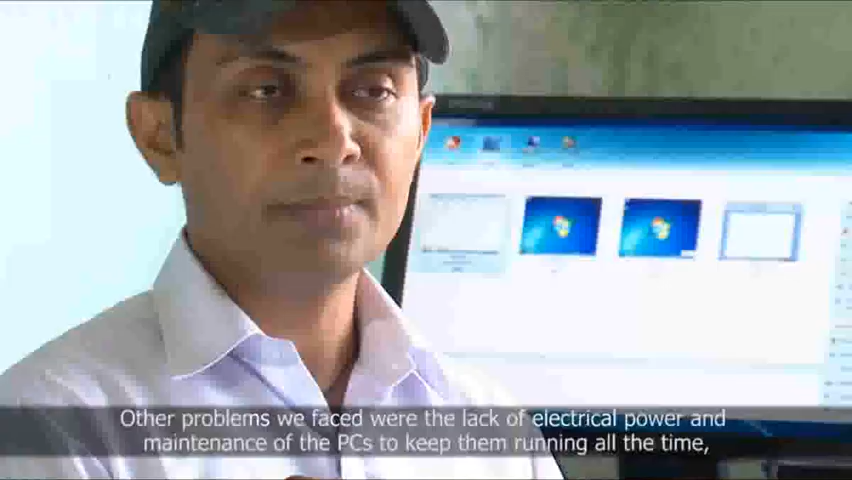 Other problems we faced were the lack of electrical power and
maintenance of the PCs to keep them running all the time,